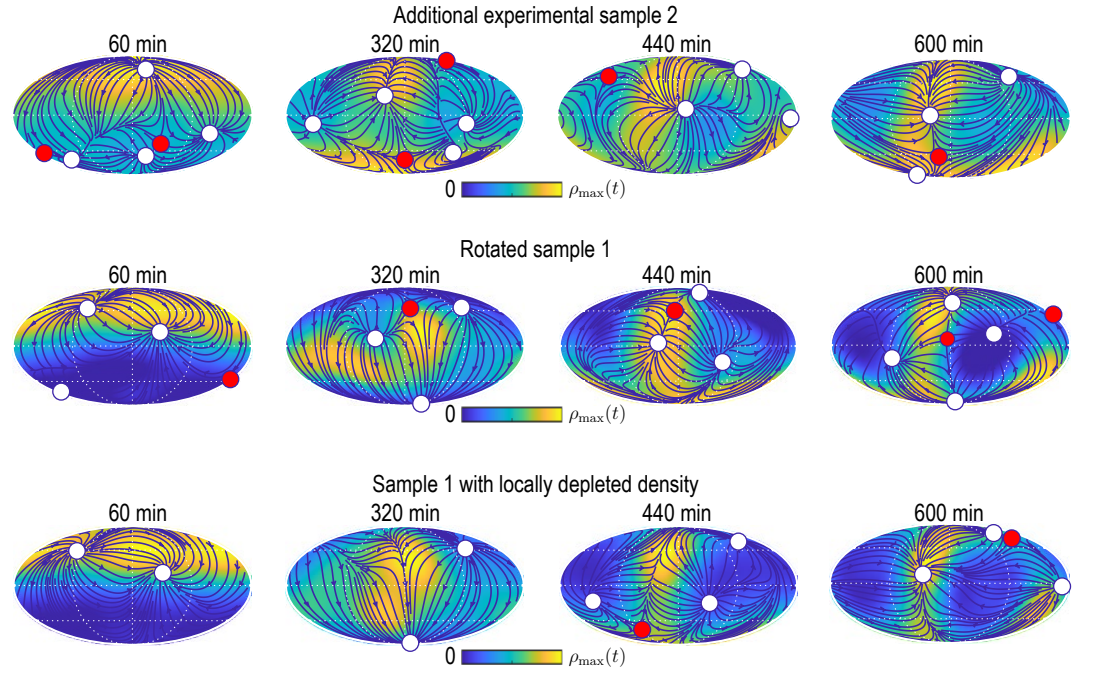 Additional experimental sample 2
60 min 320 min 440 min 600 min
0 ρmax(t)
Rotated sample 1
60 min 320 min 440 min 600 min
0 ρmax(t)
Sample 1 with locally depleted density
60 min 320 min 440 min 600 min
0 ρmax(t)